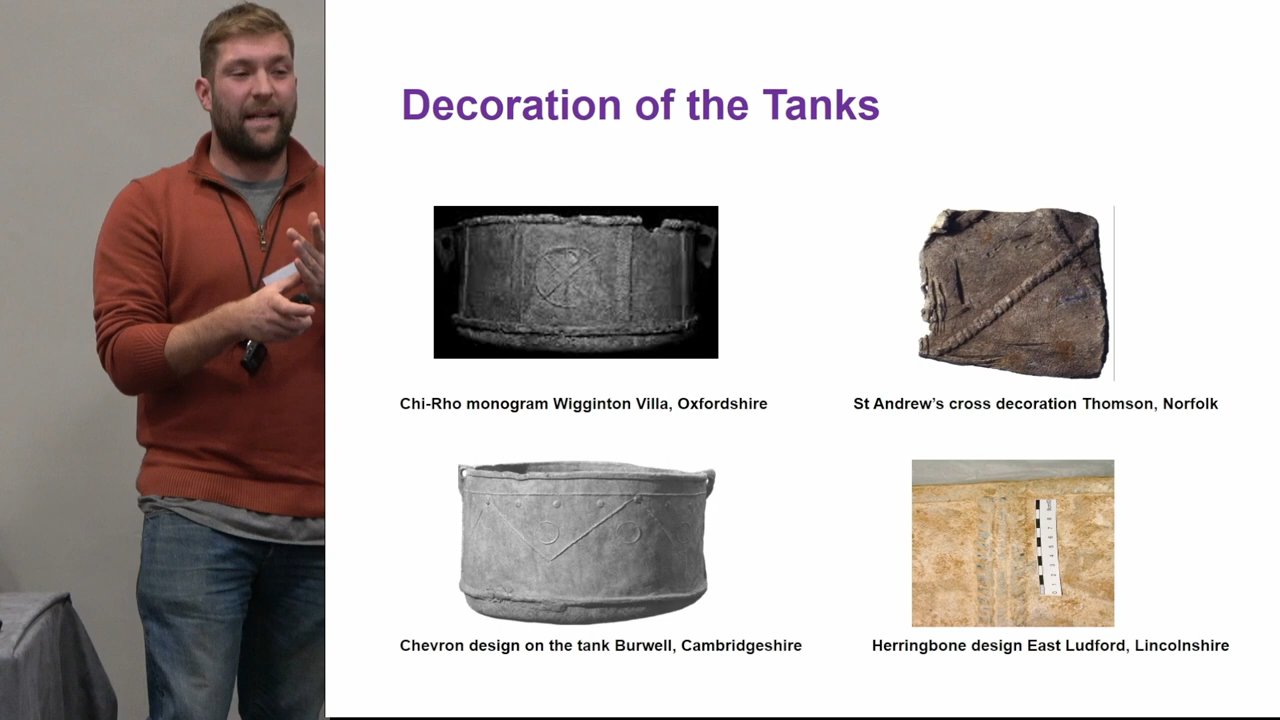 Decoration of the Tanks
Chi-Rho monogram Wigginton Villa, Oxfordshire
St Andrew's cross decoration Thomson, Norfolk
Chevron design on the tank Burwell, Cambridgeshire
Herringbone design East Ludford, Lincolnshire